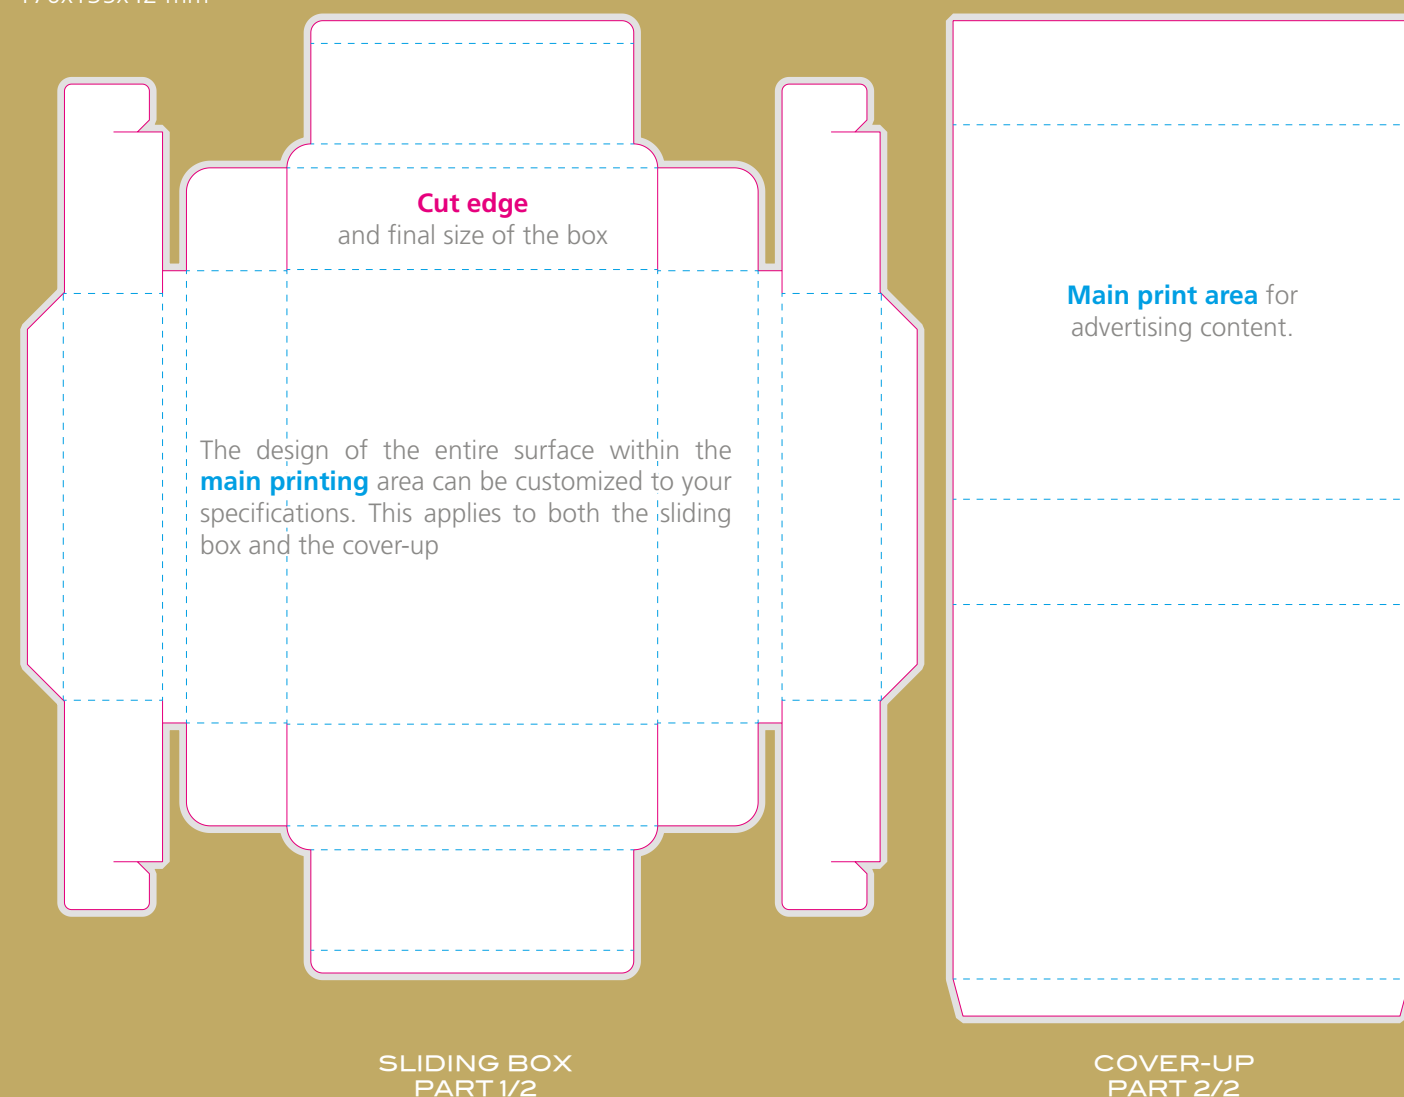 Cut edge
and final size of the box
Main print area for
advertising content.
The design of the entire surface within the
main printing area can be customized to your
specifications. This applies to both the sliding
box and the cover-up
SLIDING BOX
PART 1/2
COVER-UP
PART 2/2